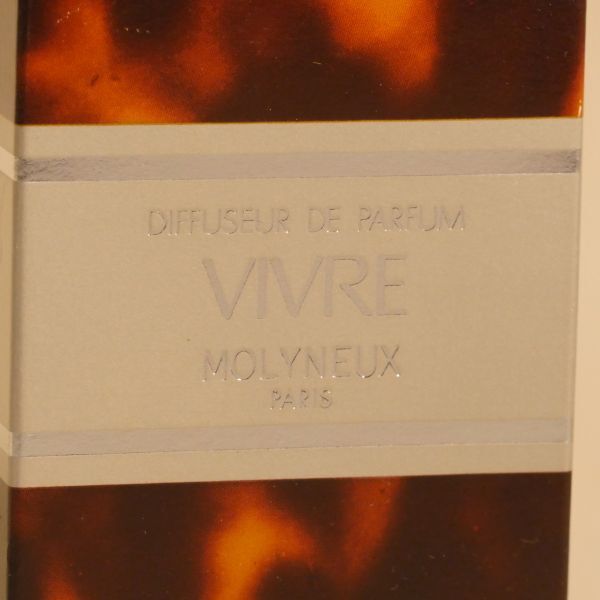 DIFFUSEUR DE PARFUM
VIVRE
MOLYNEUX
PARIS